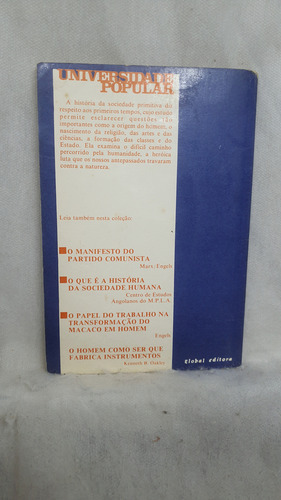 UNIVERSIDADE
POPULAR
A história da sociedade primitiva diz
respeito aos primeiros tempos, cujo estudo
permite esclarecer questões tão
importantes como a origem do homem, o
nascimento da religião, das artes e das
ciências, a formação das classes e do
Estado. Ela examina o difícil caminho
percorrido pela humanidade, a heróica
luta que os nossos antepassados travaram
contra a natureza.
Leia também nesta coleção:
O MANIFESTO DO
PARTIDO COMUNISTA
Marx/Engels
O QUE É A HISTÓRIA
DA SOCIEDADE HUMANA
Centro de Estudos
Angolanos do M.P.L.A.
O PAPEL DO TRABALHO NA
TRANSFORMAÇÃO DO
MACACO EM HOMEM
Engels
O HOMEM COMO SER QUE
FABRICA INSTRUMENTOS
Kenneth P. Oakley
global editora